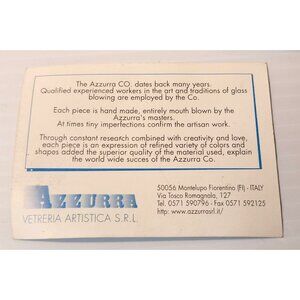 The Azzurra CO. dates back many years.
Qualified experienced workers in the art and traditions of glass
blowing are employed by the Co.
Each piece is hand made, entirely mouth blown by the
Azzurra's masters.
At times tiny imperfections confirm the artisan work.
Through constant research combined with creativity and love,
each piece is an expression of refined variety of colors and
shapes added the superior quality of the material used, explain
the world wide succes of the Azzurra Co.
AZZURRA
VETRERIA ARTISTICA S.R.L.
50056 Montelupo Fiorentino (FI) - ITALY
Via Tosco Romagnola, 127
Tel. 0571 590796 - Fax 0571 592125
http: www.azzurrasrl.it/